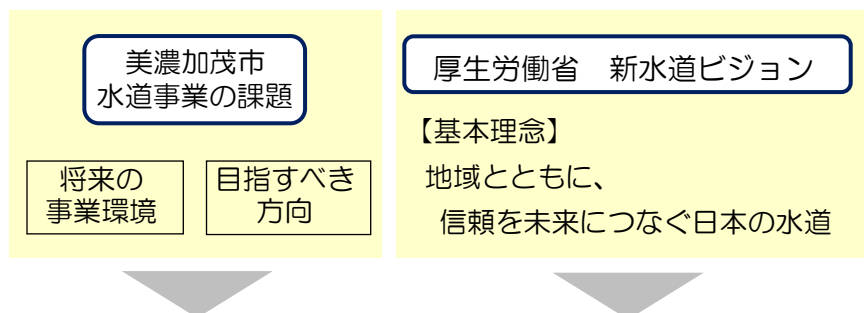 美濃加茂市
水道事業の課題
将来の
事業環境
目指すべき
方向
厚生労働省　新水道ビジョン
【基本理念】
地域とともに、
信頼を未来につなぐ日本の水道